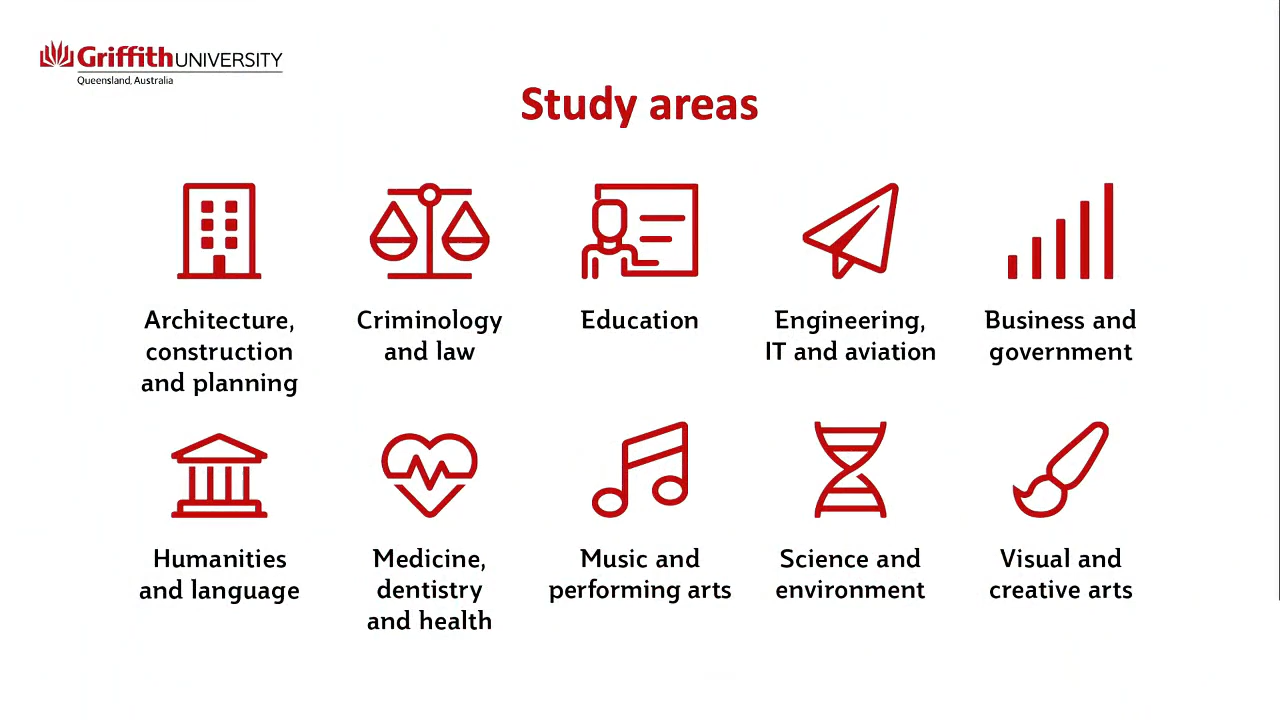 Griffith UNIVERSITY
Queensland, Australia
Study areas
Architecture,
construction
and planning
Criminology
and law
Education
Engineering,
IT and aviation
Business and
government
Humanities
and language
Medicine,
dentistry
and health
Music and
performing arts
Science and
environment
Visual and
creative arts